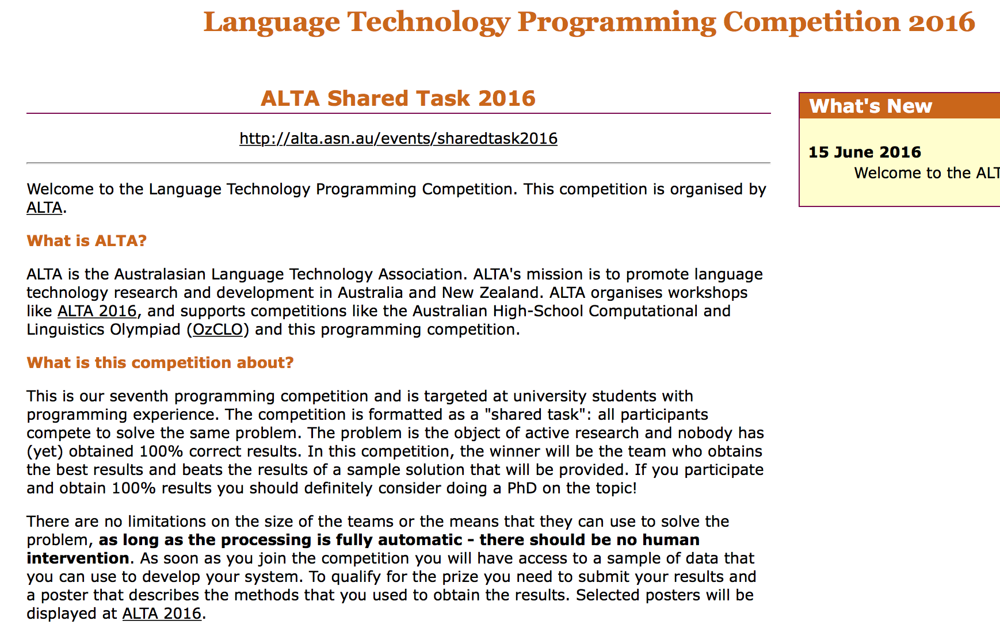 Language Technology Programming Competition 2016
ALTA Shared Task 2016
http://alta.asn.au/events/sharedtask2016
Welcome to the Language Technology Programming Competition. This competition is organised by
ALTA.
What is ALTA?
ALTA is the Australasian Language Technology Association. ALTA's mission is to promote language
technology research and development in Australia and New Zealand. ALTA organises workshops
like ALTA 2016, and supports competitions like the Australian High-School Computational and
Linguistics Olympiad (OzCLO) and this programming competition.
What is this competition about?
This is our seventh programming competition and is targeted at university students with
programming experience. The competition is formatted as a "shared task": all participants
compete to solve the same problem. The problem is the object of active research and nobody has
(yet) obtained 100% correct results. In this competition, the winner will be the team who obtains
the best results and beats the results of a sample solution that will be provided. If you participate
and obtain 100% results you should definitely consider doing a PhD on the topic!
There are no limitations on the size of the teams or the means that they can use to solve the
problem, as long as the processing is fully automatic - there should be no human
intervention. As soon as you join the competition you will have access to a sample of data that
you can use to develop your system. To qualify for the prize you need to submit your results and
a poster that describes the methods that you used to obtain the results. Selected posters will be
displayed at ALTA 2016.
What's New
15 June 2016
Welcome to the ALT